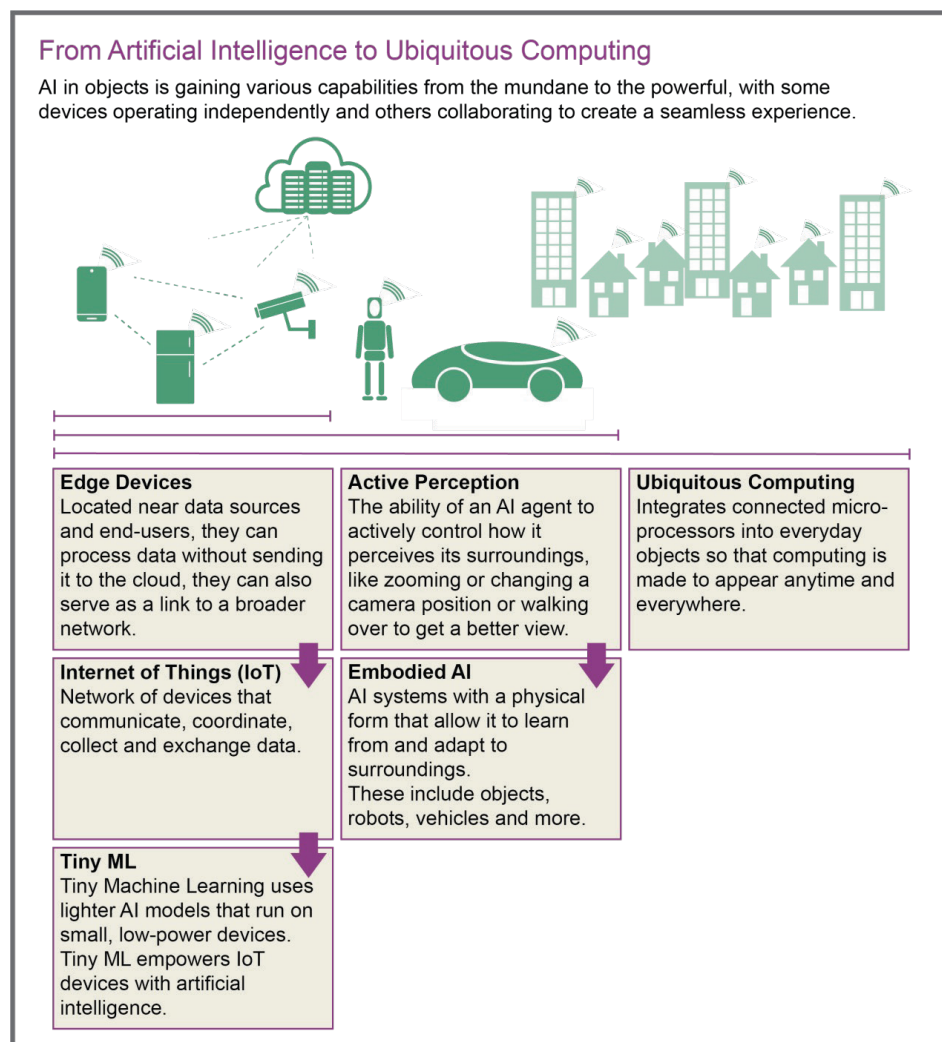 From Artificial Intelligence to Ubiquitous Computing
AI in objects is gaining various capabilities from the mundane to the powerful, with some
devices operating independently and others collaborating to create a seamless experience.
Edge Devices
Located near data sources
and end-users, they can
process data without sending
it to the cloud, they can also
serve as a link to a broader
network.
Internet of Things (IoT)
Network of devices that
communicate, coordinate,
collect and exchange data.
Tiny ML
Tiny Machine Learning uses
lighter AI models that run on
small, low-power devices.
Tiny ML empowers IoT
devices with artificial
intelligence.
Active Perception
The ability of an AI agent to
actively control how it
perceives its surroundings,
like zooming or changing a
camera position or walking
over to get a better view.
Embodied AI
AI systems with a physical
form that allow it to learn
from and adapt to
surroundings.
These include objects,
robots, vehicles and more.
Ubiquitous Computing
Integrates connected micro-
processors into everyday
objects so that computing is
made to appear anytime and
everywhere.